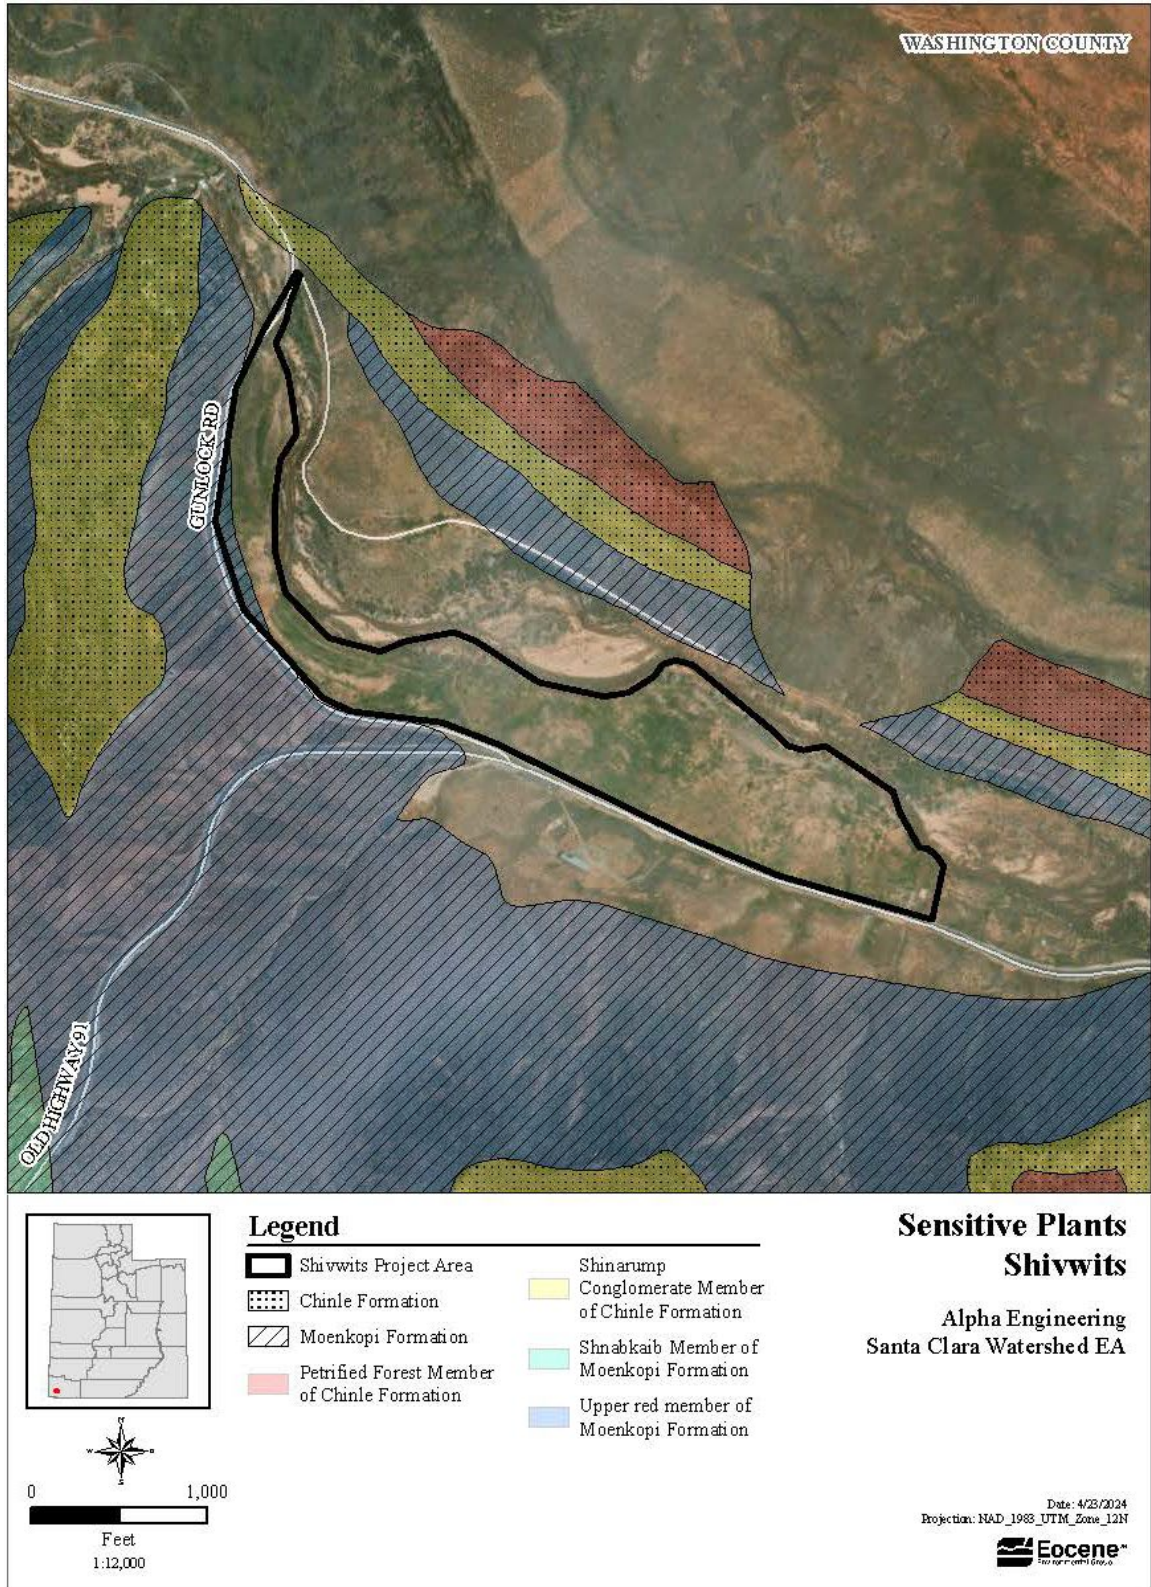 WASHINGTON COUNTY
GUNLOCK RD
OLD HIGHWAY 91
Legend
Shivwits Project Area
Chinle Formation
Moenkopi Formation
Petrified Forest Member
of Chinle Formation
Shinarump
Conglomerate Member
of Chinle Formation
Shnabkaib Member of
Moenkopi Formation
Upper red member of
Moenkopi Formation
Sensitive Plants
Shivwits
Alpha Engineering
Santa Clara Watershed EA
N
W E
S
0 1,000
Feet
1:12,000
Date: 4/23/2024
Projection: NAD_1983_UTM_Zone_12N
Eocene
Environmental Group